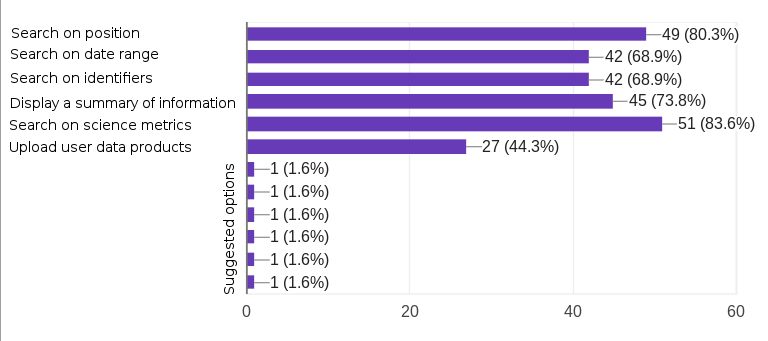 Search on position 49 (80.3%)
Search on date range 42 (68.9%)
Search on identifiers 42 (68.9%)
Display a summary of information 45 (73.8%)
Search on science metrics 51 (83.6%)
Upload user data products 27 (44.3%)
Suggested options
1 (1.6%)
1 (1.6%)
1 (1.6%)
1 (1.6%)
1 (1.6%)
1 (1.6%)
0 20 40 60